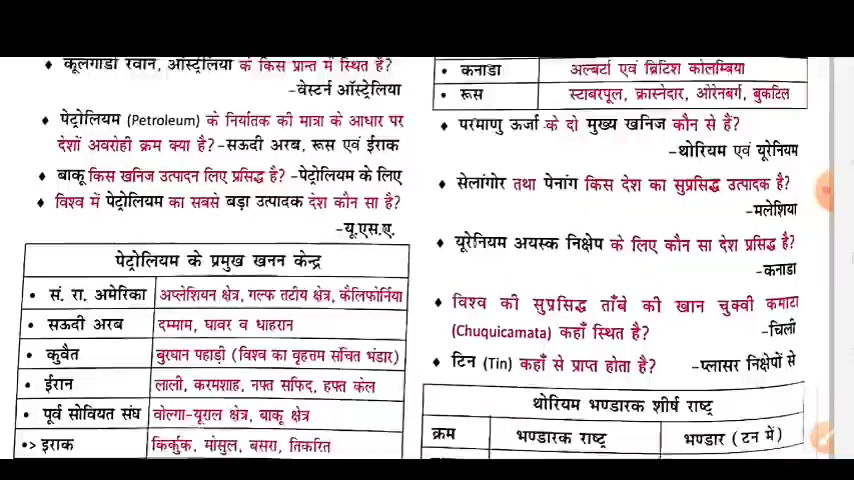 ♦ कूलगार्डी रेवान, ऑस्ट्रेलिया के किस प्रान्त में स्थित है?
-वेस्टर्न ऑस्ट्रेलिया
♦ पेट्रोलियम (Petroleum) के निर्यातक की मात्रा के आधार पर
देशों अवरोही क्रम क्या है? -सऊदी अरब, रूस एवं ईराक
♦ बाकू किस खनिज उत्पादन लिए प्रसिद्ध है? -पेट्रोलियम के लिए
♦ विश्व में पेट्रोलियम का सबसे बड़ा उत्पादक देश कौन सा है?
-यू.एस.ए.
पेट्रोलियम के प्रमुख खनन केन्द्र
• सं. रा. अमेरिका अप्लेशियन क्षेत्र, गल्फ तटीय क्षेत्र, कैलिफोर्निया
• सऊदी अरब दम्माम, घावर व धाहरान
• कुवैत बुरघान पहाड़ी (विश्व का वृहत्तम संचित भंडार)
• ईरान लाली, करमशाह, नफ्त सफिद, हफ्त केल
• पूर्व सोवियत संघ वोल्गा-यूराल क्षेत्र, बाकू क्षेत्र
•> इराक किर्कुक, मोसुल, बसरा, तिकरित
• कनाडा अल्बर्टा एवं ब्रिटिश कोलम्बिया
• रूस स्टाबरपूल, क्रास्नेदार, ओरेनबर्ग, बुकटिल
♦ परमाणु ऊर्जा के दो मुख्य खनिज कौन से है?
-थोरियम एवं यूरेनियम
♦ सेलांगोर तथा पेनांग किस देश का सुप्रसिद्ध उत्पादक है?
-मलेशिया
♦ यूरेनियम अयस्क निक्षेप के लिए कौन सा देश प्रसिद्ध है?
-कनाडा
♦ विश्व की सुप्रसिद्ध ताँबे की खान चुक्वी कमाटा
(Chuquicamata) कहाँ स्थित है? -चिली
♦ टिन (Tin) कहाँ से प्राप्त होता है? -प्लासर निक्षेपों से
थोरियम भण्डारक शीर्ष राष्ट्र
क्रम भण्डारक राष्ट्र भण्डार (टन में)